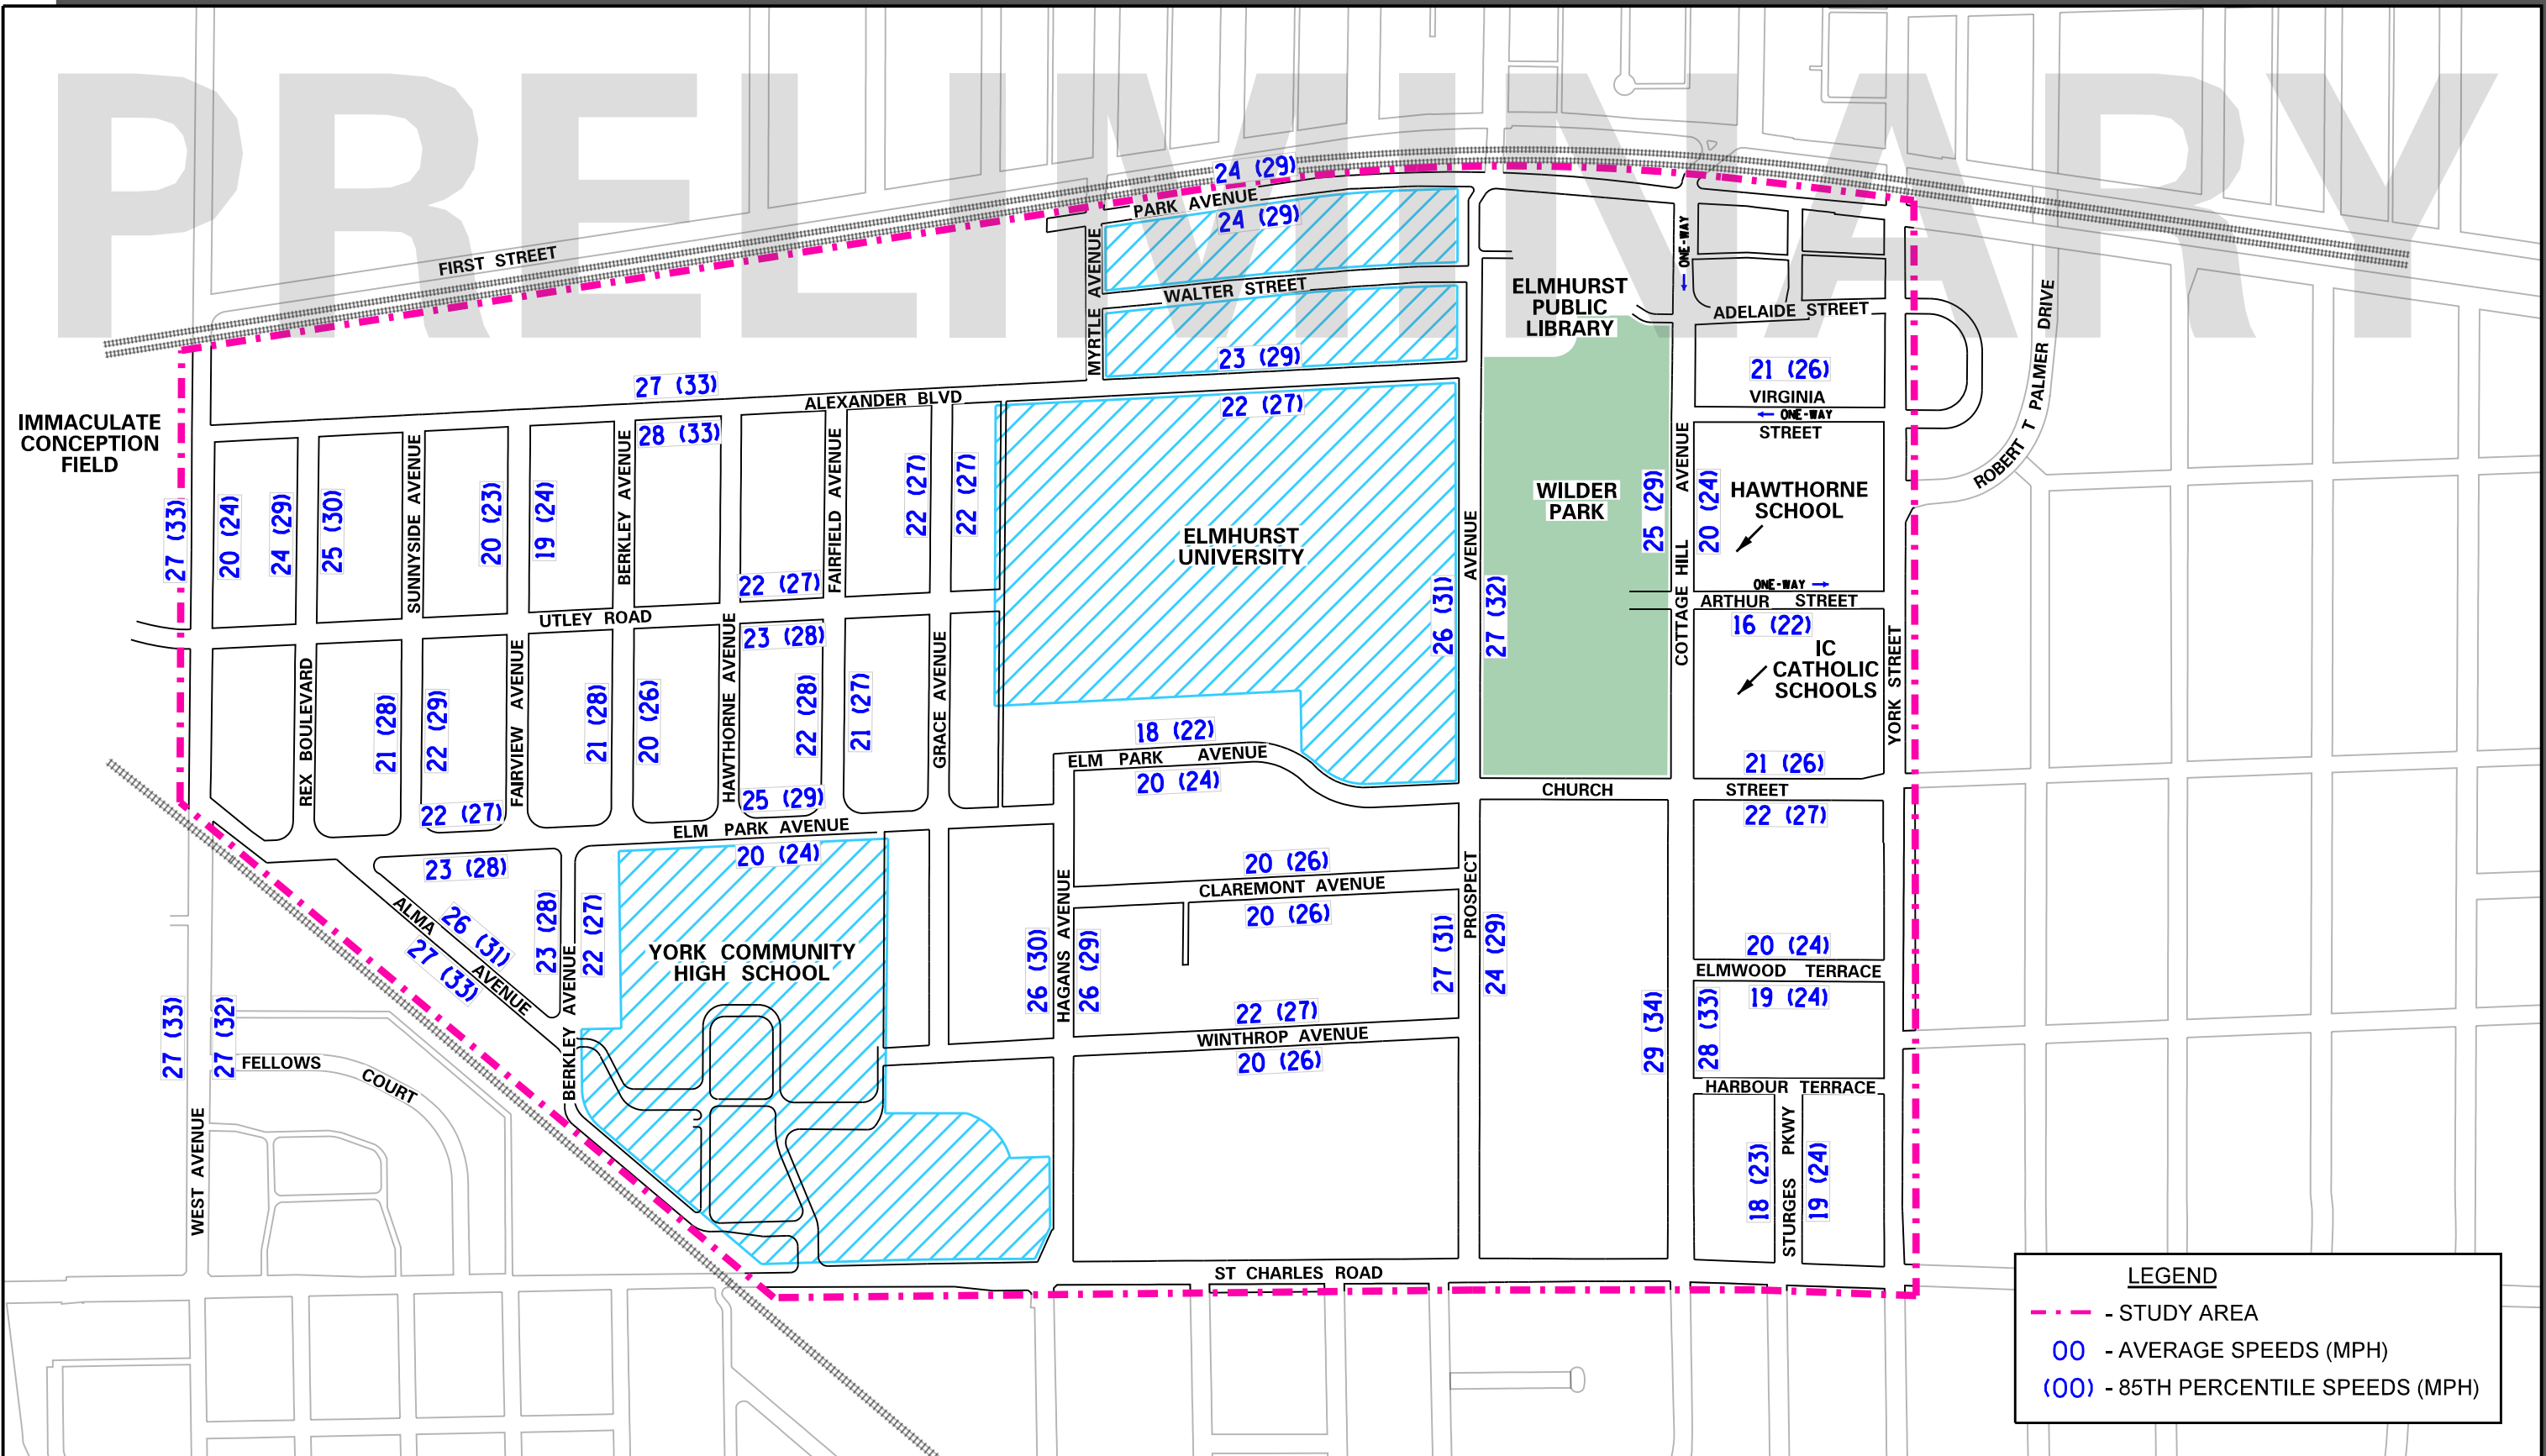 PRELIMINARY
24 (29)
PARK AVENUE
24 (29)
FIRST STREET
MYRTLE AVENUE
WALTER STREET
23 (29)
ELMHURST
PUBLIC
LIBRARY
ONE-WAY
ADELAIDE STREET
ROBERT T PALMER DRIVE
21 (26)
VIRGINIA
ONE-WAY
STREET
27 (33)
ALEXANDER BLVD
28 (33)
22 (27)
IMMACULATE
CONCEPTION
FIELD
27 (33)
20 (24)
24 (29)
25 (30)
SUNNYSIDE AVENUE
20 (23)
19 (24)
BERKLEY AVENUE
FAIRFIELD AVENUE
22 (27)
22 (27)
ELMHURST
UNIVERSITY
AVENUE
WILDER
PARK
25 (29)
COTTAGE HILL AVENUE
20 (24)
HAWTHORNE
SCHOOL
22 (27)
UTLEY ROAD
23 (28)
26 (31)
27 (32)
ONE-WAY
ARTHUR STREET
16 (22)
IC
CATHOLIC
SCHOOLS
YORK STREET
REX BOULEVARD
21 (28)
22 (29)
FAIRVIEW AVENUE
21 (28)
20 (26)
HAWTHORNE AVENUE
22 (28)
21 (27)
GRACE AVENUE
18 (22)
ELM PARK AVENUE
20 (24)
21 (26)
CHURCH STREET
22 (27)
22 (27)
25 (29)
ELM PARK AVENUE
20 (24)
23 (28)
ALMA AVENUE
26 (31)
27 (33)
23 (28)
22 (27)
BERKLEY AVENUE
YORK COMMUNITY
HIGH SCHOOL
26 (30)
HAGANS AVENUE
26 (29)
20 (26)
CLAREMONT AVENUE
20 (26)
27 (31)
PROSPECT
24 (29)
20 (24)
ELMWOOD TERRACE
19 (24)
22 (27)
WINTHROP AVENUE
20 (26)
29 (34)
28 (33)
HARBOUR TERRACE
27 (33)
27 (32)
FELLOWS COURT
WEST AVENUE
18 (23)
STURGES PKWY
19 (24)
ST CHARLES ROAD
LEGEND
- STUDY AREA
00 - AVERAGE SPEEDS (MPH)
(00) - 85TH PERCENTILE SPEEDS (MPH)